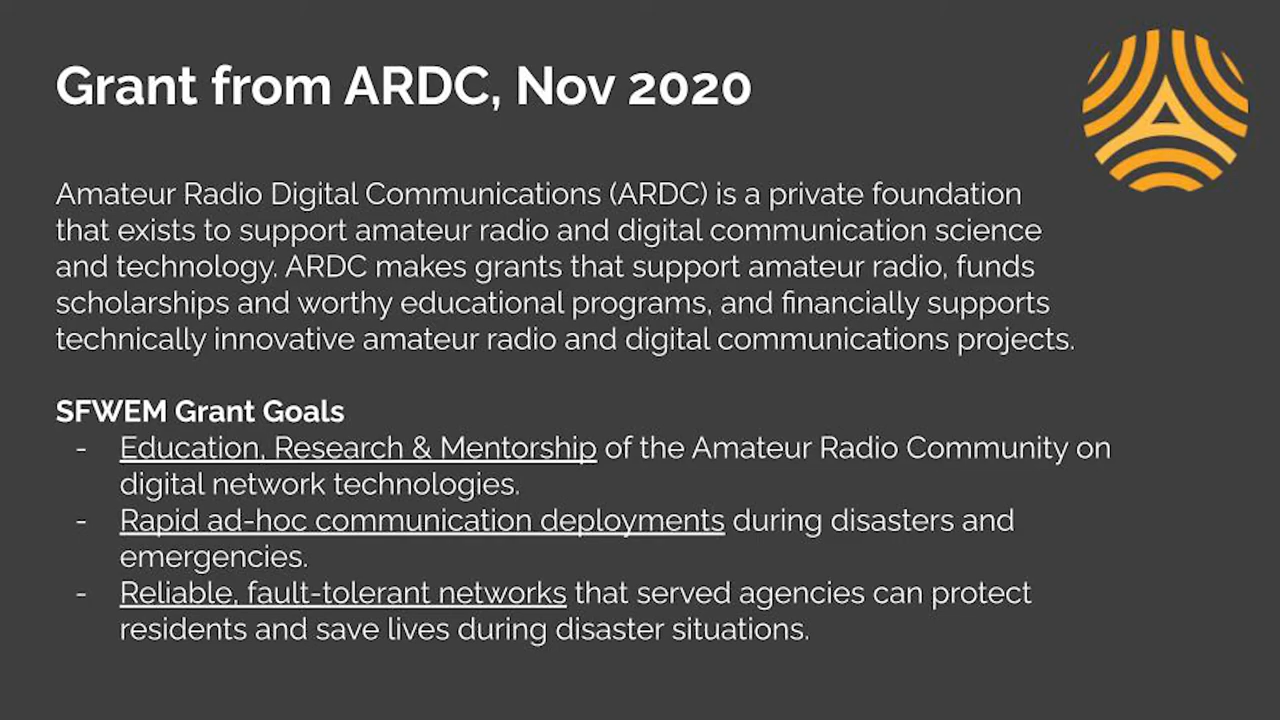 Grant from ARDC, Nov 2020
Amateur Radio Digital Communications (ARDC) is a private foundation
that exists to support amateur radio and digital communication science
and technology. ARDC makes grants that support amateur radio, funds
scholarships and worthy educational programs, and financially supports
technically innovative amateur radio and digital communications projects.
SFWEM Grant Goals
- Education, Research & Mentorship of the Amateur Radio Community on
digital network technologies.
- Rapid ad-hoc communication deployments during disasters and
emergencies.
- Reliable, fault-tolerant networks that served agencies can protect
residents and save lives during disaster situations.